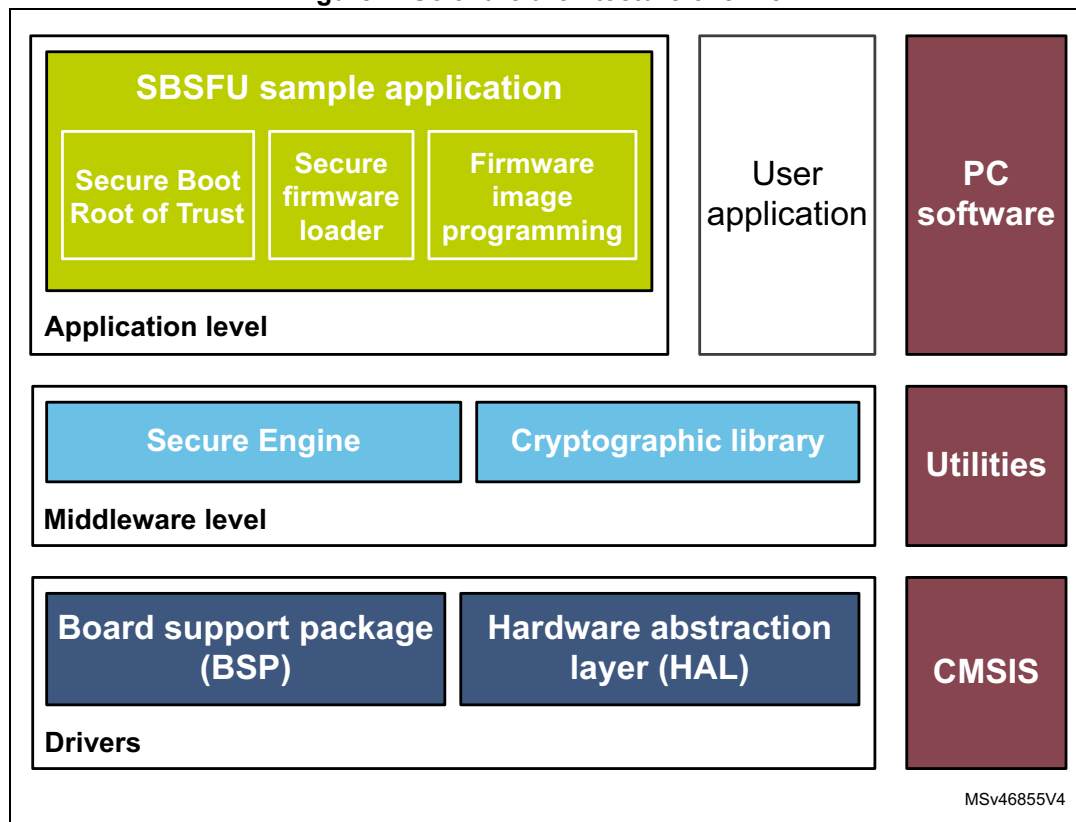 SBSFU sample application
Secure Boot
Root of Trust
Secure
firmware
loader
Firmware
image
programming
Application level
User
application
PC
software
Secure Engine
Cryptographic library
Middleware level
Utilities
Board support package
(BSP)
Hardware abstraction
layer (HAL)
Drivers
CMSIS
MSv46855V4